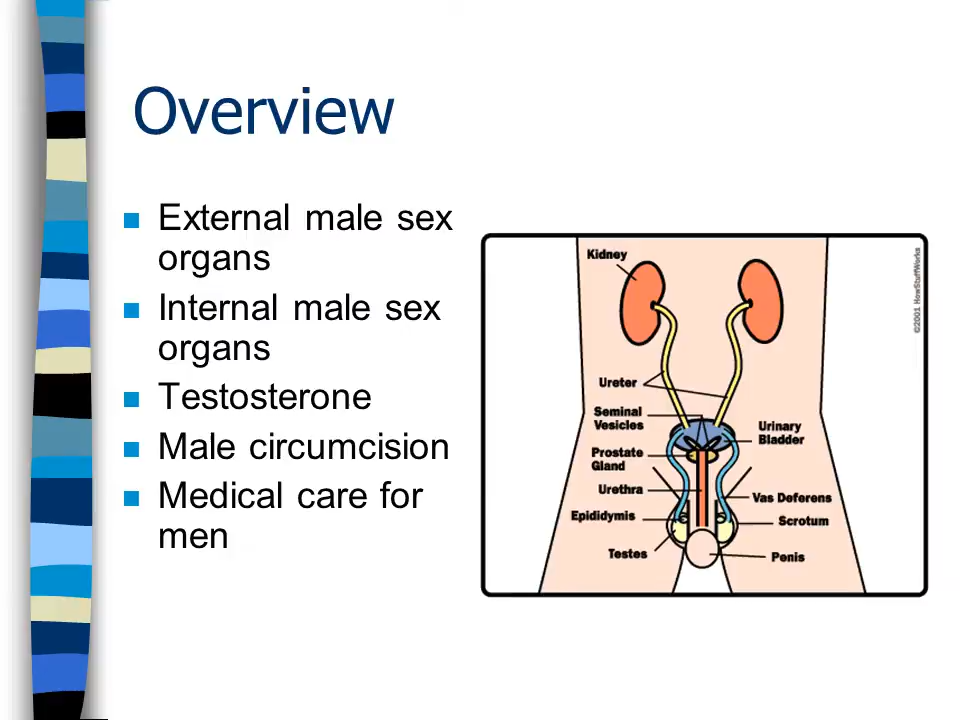 Overview
External male sex
organs
Internal male sex
organs
Testosterone
Male circumcision
Medical care for
men
Kidney
©2001 HowStuffWorks
Ureter
Seminal
Vesicles
Urinary
Bladder
Prostate
Gland
Urethra
Vas Deferens
Epididymis
Scrotum
Testes
Penis